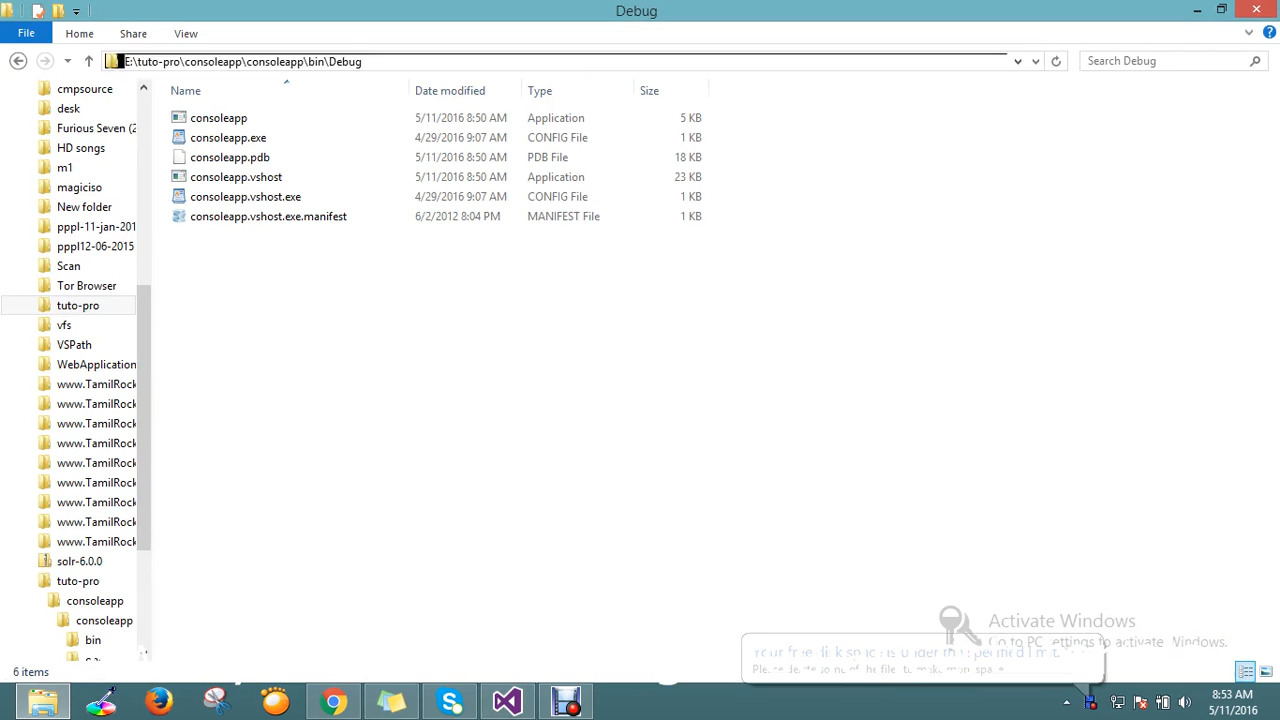 Debug
File Home Share View
E:\tuto-pro\consoleapp\consoleapp\bin\Debug
Search Debug
Name Date modified Type Size
consoleapp 5/11/2016 8:50 AM Application 5 KB
consoleapp.exe 4/29/2016 9:07 AM CONFIG File 1 KB
consoleapp.pdb 5/11/2016 8:50 AM PDB File 18 KB
consoleapp.vshost 5/11/2016 8:50 AM Application 23 KB
consoleapp.vshost.exe 4/29/2016 9:07 AM CONFIG File 1 KB
consoleapp.vshost.exe.manifest 6/2/2012 8:04 PM MANIFEST File 1 KB
cmpsource
desk
Furious Seven (2
HD songs
m1
magiciso
New folder
pppl-11-jan-201
pppl12-06-2015
Scan
Tor Browser
tuto-pro
vfs
VSPath
WebApplication
www.TamilRock
www.TamilRock
www.TamilRock
www.TamilRock
www.TamilRock
www.TamilRock
www.TamilRock
www.TamilRock
www.TamilRock
solr-6.0.0
tuto-pro
consoleapp
consoleapp
bin
Activate Windows
Go to PC settings to activate Windows.
6 items
8:53 AM
5/11/2016